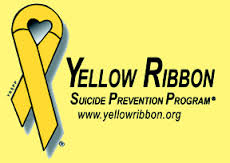 YELLOW RIBBON
SUICIDE PREVENTION PROGRAM®
www.yellowribbon.org
®